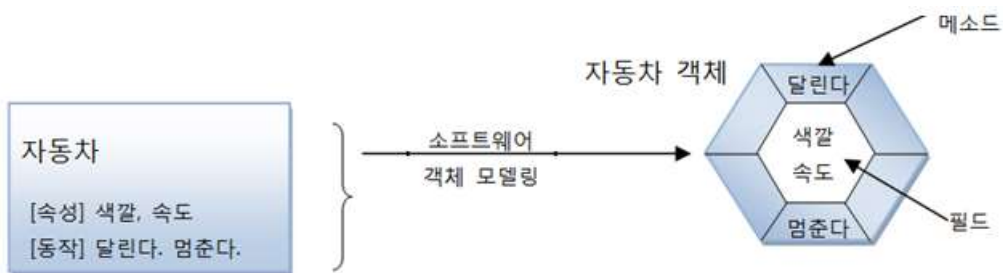 메소드
자동차 객체
달린다
색깔
속도
멈춘다
필드
소프트웨어
객체 모델링
자동차
[속성] 색깔, 속도
[동작] 달린다. 멈춘다.